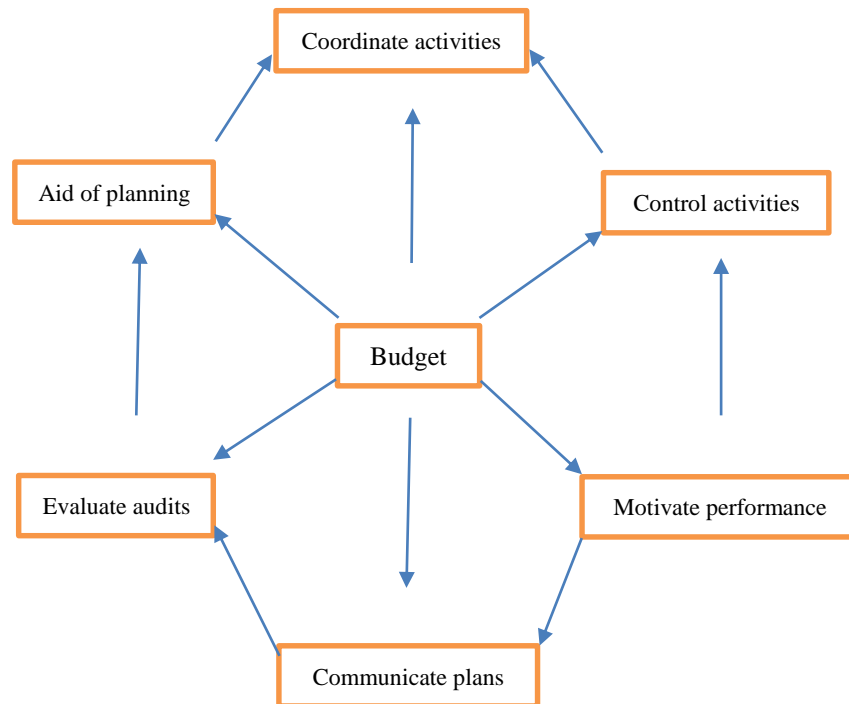 Coordinate activities
Aid of planning
Control activities
Budget
Evaluate audits
Motivate performance
Communicate plans